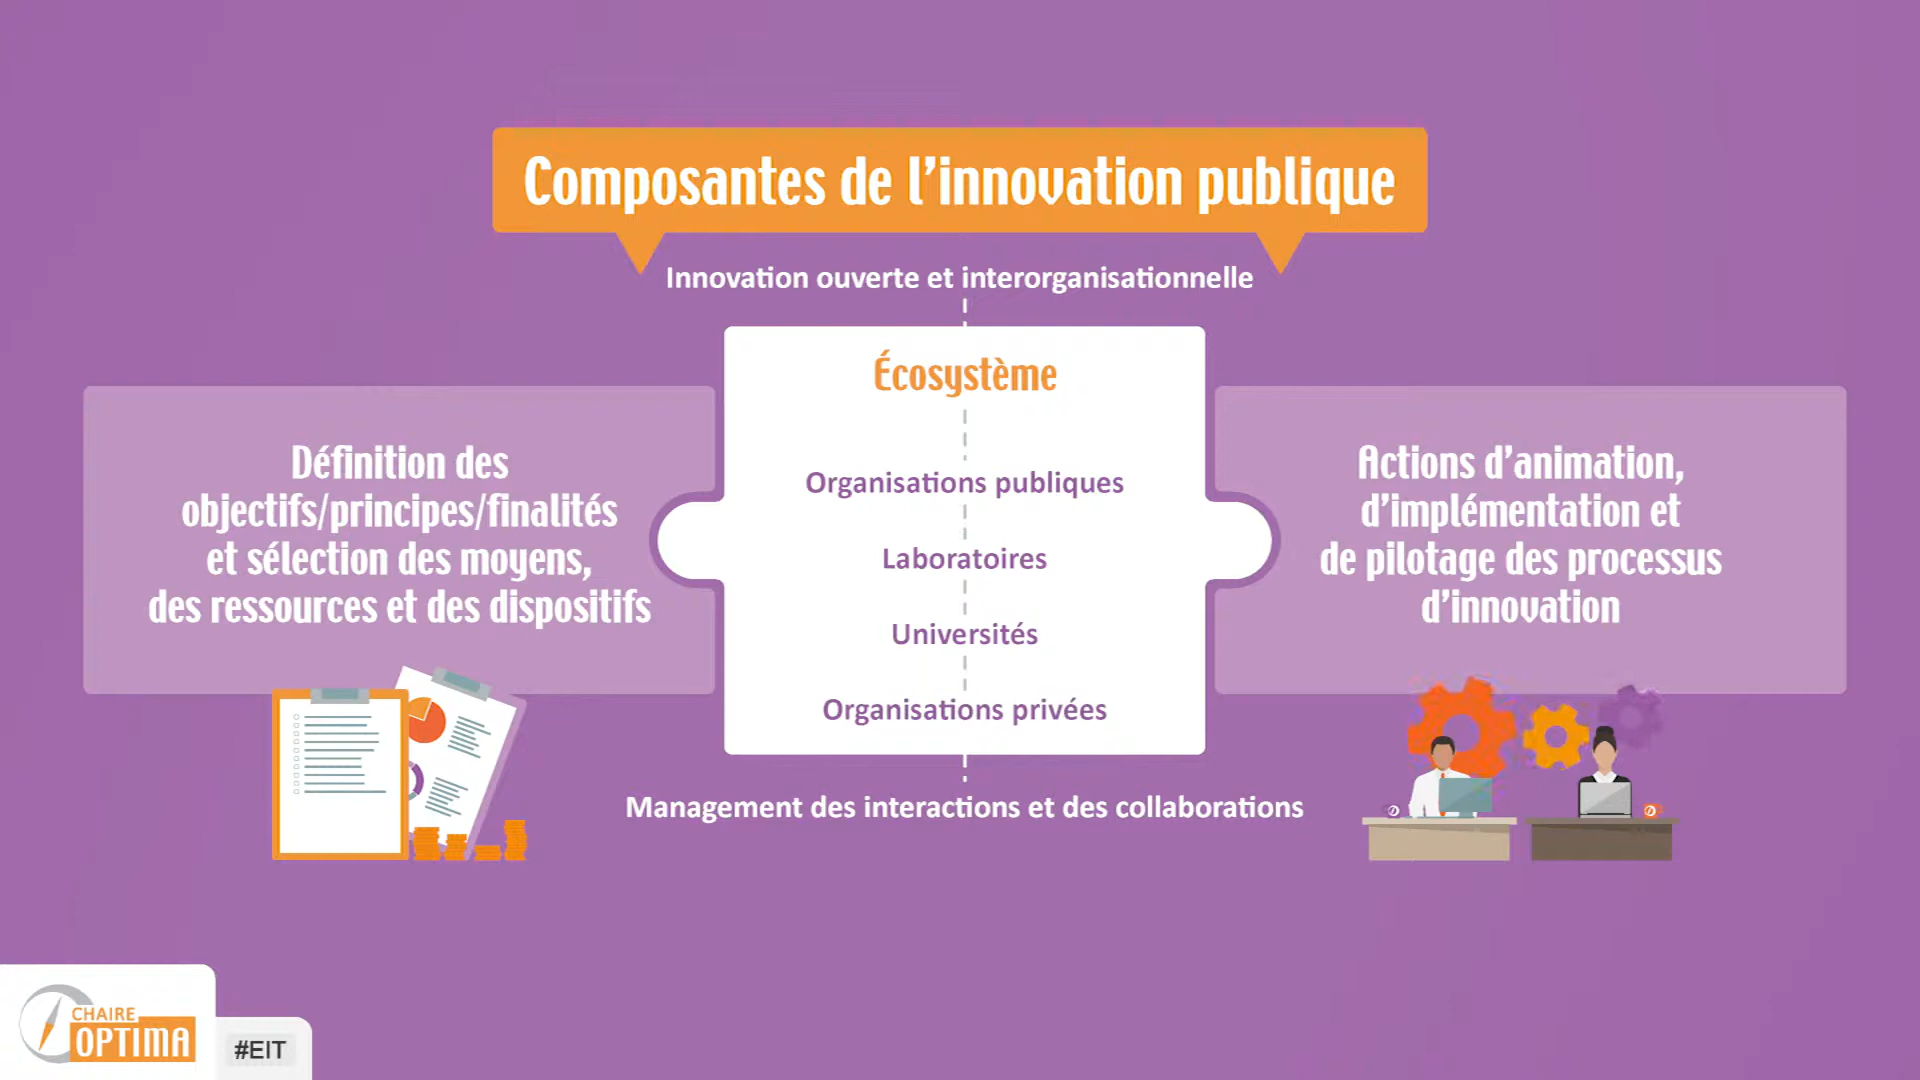 Composantes de l’innovation publique
Innovation ouverte et interorganisationnelle
Définition des
objectifs/principes/finalités
et sélection des moyens,
des ressources et des dispositifs
Écosystème
Organisations publiques
Laboratoires
Universités
Organisations privées
Actions d’animation,
d’implémentation et
de pilotage des processus
d’innovation
Management des interactions et des collaborations
CHAIRE
OPTIMA
#EIT